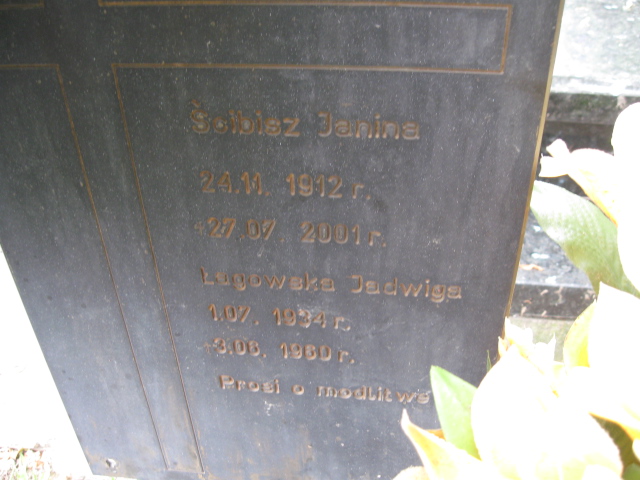 Ścibisz Janina
24.11. 1912 r.
+27.07. 2001 r.
Łagowska Jadwiga
1.07. 1934 r.
+3.06. 1960 r.
Prosi o modlitwę